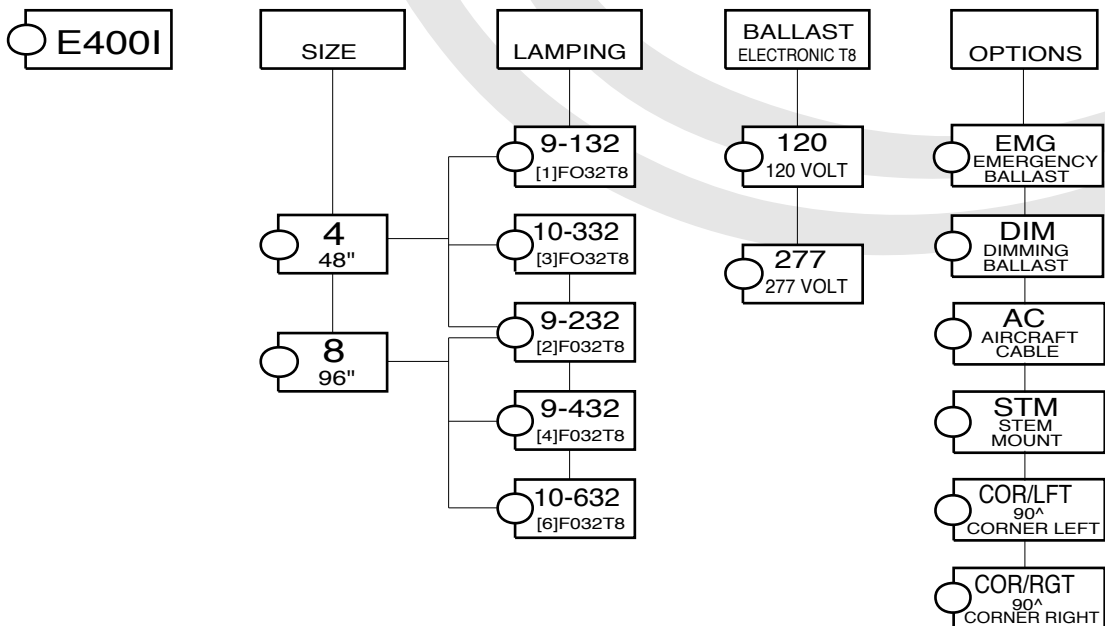 E400I
SIZE
LAMPING
BALLAST
ELECTRONIC T8
OPTIONS
4
48"
8
96"
9-132
[1]FO32T8
10-332
[3]FO32T8
9-232
[2]F032T8
9-432
[4]F032T8
10-632
[6]F032T8
120
120 VOLT
277
277 VOLT
EMG
EMERGENCY
BALLAST
DIM
DIMMING
BALLAST
AC
AIRCRAFT
CABLE
STM
STEM
MOUNT
COR/LFT
90^
CORNER LEFT
COR/RGT
90^
CORNER RIGHT